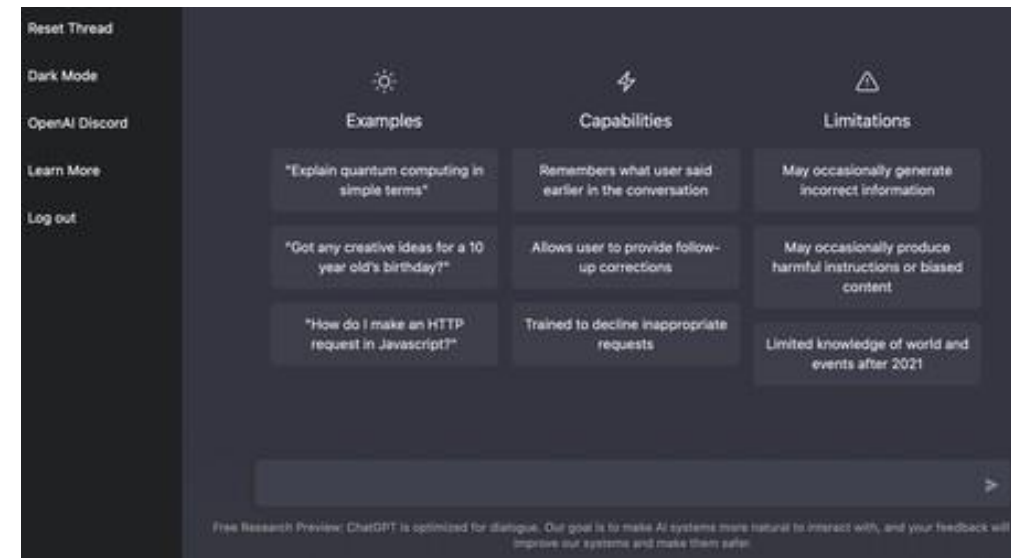 Reset Thread
Dark Mode
OpenAI Discord
Learn More
Log out
Examples
"Explain quantum computing in
simple terms"
"Got any creative ideas for a 10
year old's birthday?"
"How do I make an HTTP
request in Javascript?"
Capabilities
Remembers what user said
earlier in the conversation
Allows user to provide follow-
up corrections
Trained to decline inappropriate
requests
Limitations
May occasionally generate
incorrect information
May occasionally produce
harmful instructions or biased
content
Limited knowledge of world and
events after 2021
Free Research Preview: ChatGPT is optimized for dialogue. Our goal is to make AI systems more natural to interact with, and your feedback will
improve our systems and make them safer.